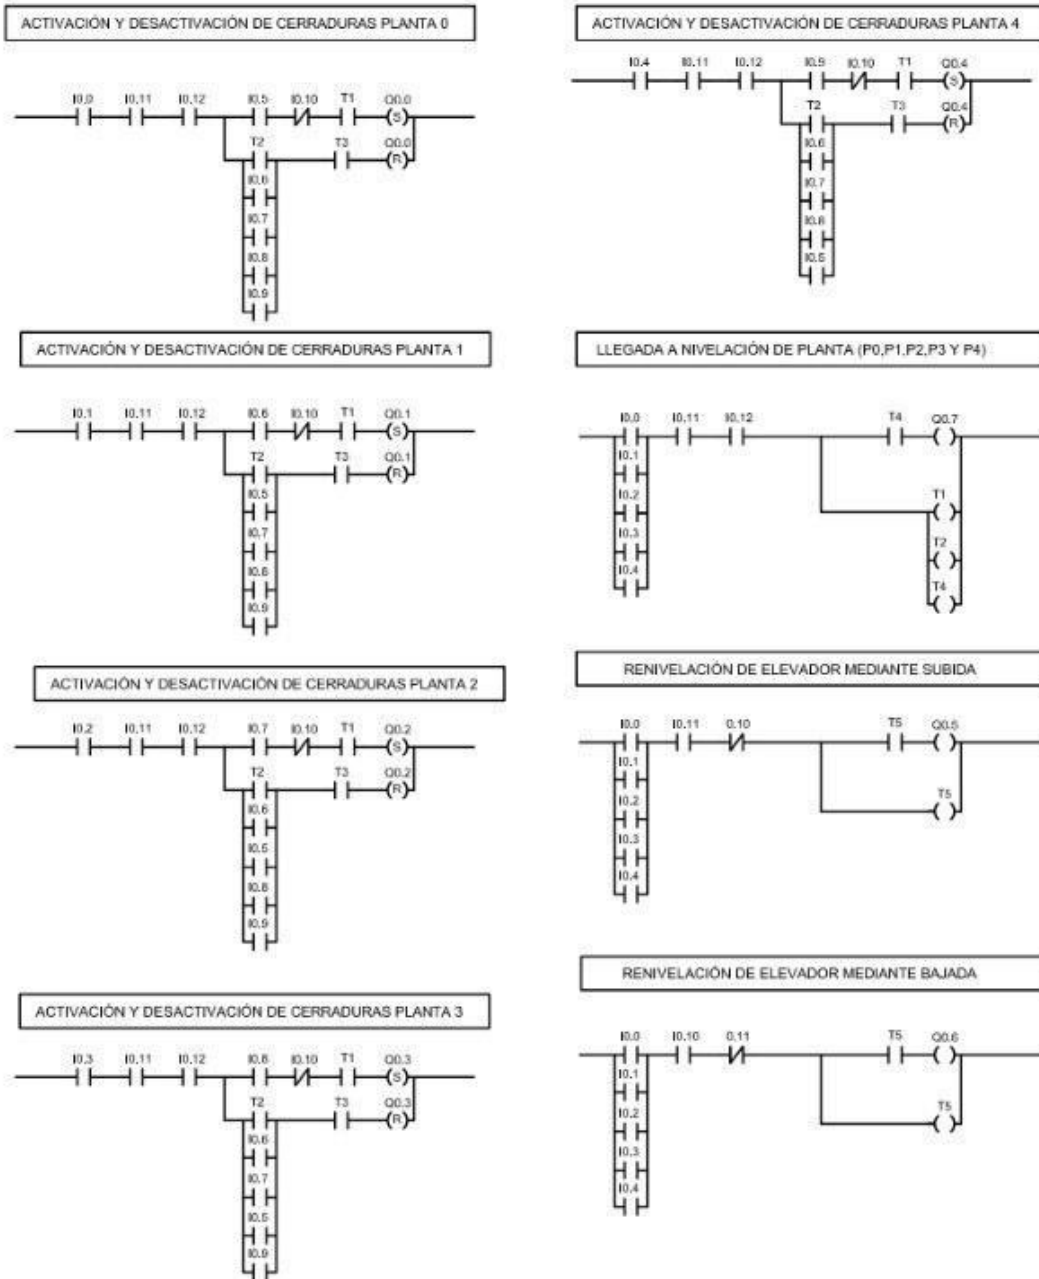 ACTIVACIÓN Y DESACTIVACIÓN DE CERRADURAS PLANTA 0
I0.0 I0.11 I0.12 I0.5 I0.10 T1 Q0.0
S
T2 T3 Q0.0
R
I0.6
I0.7
I0.8
I0.9
ACTIVACIÓN Y DESACTIVACIÓN DE CERRADURAS PLANTA 1
I0.1 I0.11 I0.12 I0.6 I0.10 T1 Q0.1
S
T2 T3 Q0.1
R
I0.5
I0.7
I0.8
I0.9
ACTIVACIÓN Y DESACTIVACIÓN DE CERRADURAS PLANTA 2
I0.2 I0.11 I0.12 I0.7 I0.10 T1 Q0.2
S
T2 T3 Q0.2
R
I0.6
I0.5
I0.8
I0.9
ACTIVACIÓN Y DESACTIVACIÓN DE CERRADURAS PLANTA 3
I0.3 I0.11 I0.12 I0.8 I0.10 T1 Q0.3
S
T2 T3 Q0.3
R
I0.6
I0.7
I0.5
I0.9
ACTIVACIÓN Y DESACTIVACIÓN DE CERRADURAS PLANTA 4
I0.4 I0.11 I0.12 I0.9 I0.10 T1 Q0.4
S
T2 T3 Q0.4
R
I0.6
I0.7
I0.8
I0.5
LLEGADA A NIVELACIÓN DE PLANTA (P0,P1,P2,P3 Y P4)
I0.0 I0.11 I0.12 T4 Q0.7
I0.1
I0.2 T1
I0.3 T2
I0.4 T4
RENIVELACIÓN DE ELEVADOR MEDIANTE SUBIDA
I0.0 I0.11 0.10 T5 Q0.5
I0.1
I0.2 T5
I0.3
I0.4
RENIVELACIÓN DE ELEVADOR MEDIANTE BAJADA
I0.0 I0.10 0.11 T5 Q0.6
I0.1
I0.2 T5
I0.3
I0.4